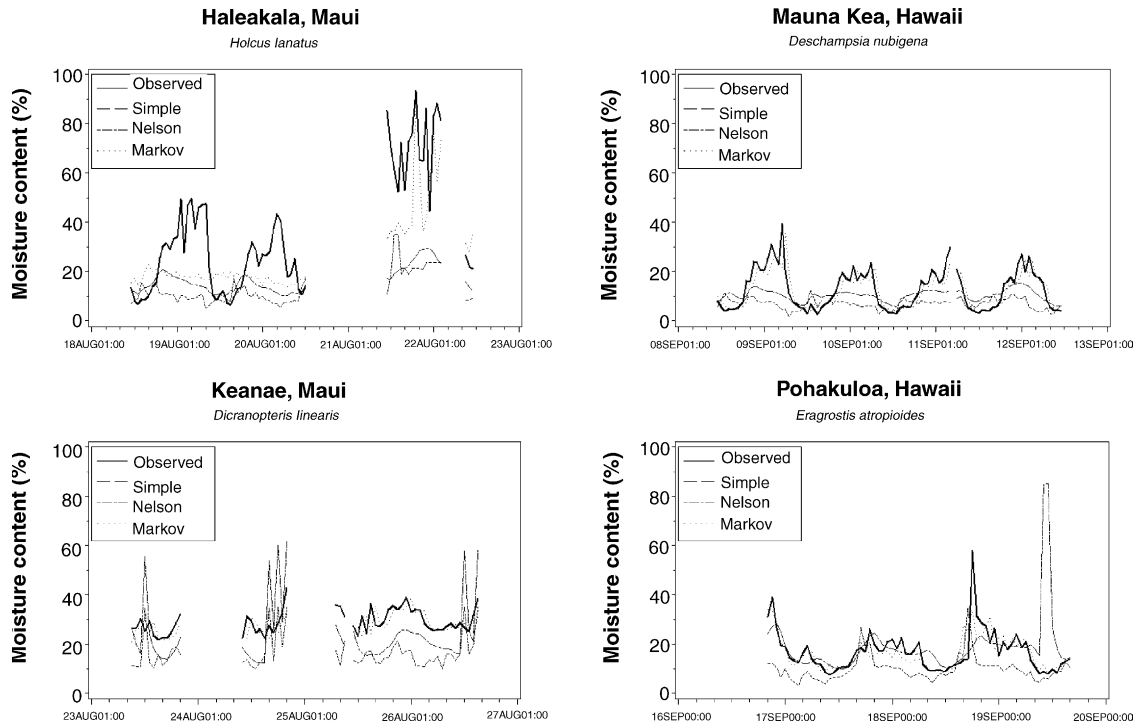 Haleakala, Maui
Holcus lanatus
Moisture content (%)
100
80
60
40
20
0
Observed
Simple
Nelson
Markov
18AUG01:00 19AUG01:00 20AUG01:00 21AUG01:00 22AUG01:00 23AUG01:00
Mauna Kea, Hawaii
Deschampsia nubigena
Moisture content (%)
100
80
60
40
20
0
Observed
Simple
Nelson
Markov
08SEP01:00 09SEP01:00 10SEP01:00 11SEP01:00 12SEP01:00 13SEP01:00
Keanae, Maui
Dicranopteris linearis
Moisture content (%)
100
80
60
40
20
0
Observed
Simple
Nelson
Markov
23AUG01:00 24AUG01:00 25AUG01:00 26AUG01:00 27AUG01:00
Pohakuloa, Hawaii
Eragrostis atropioides
Moisture content (%)
100
80
60
40
20
0
Observed
Simple
Nelson
Markov
16SEP00:00 17SEP00:00 18SEP00:00 19SEP00:00 20SEP00:00